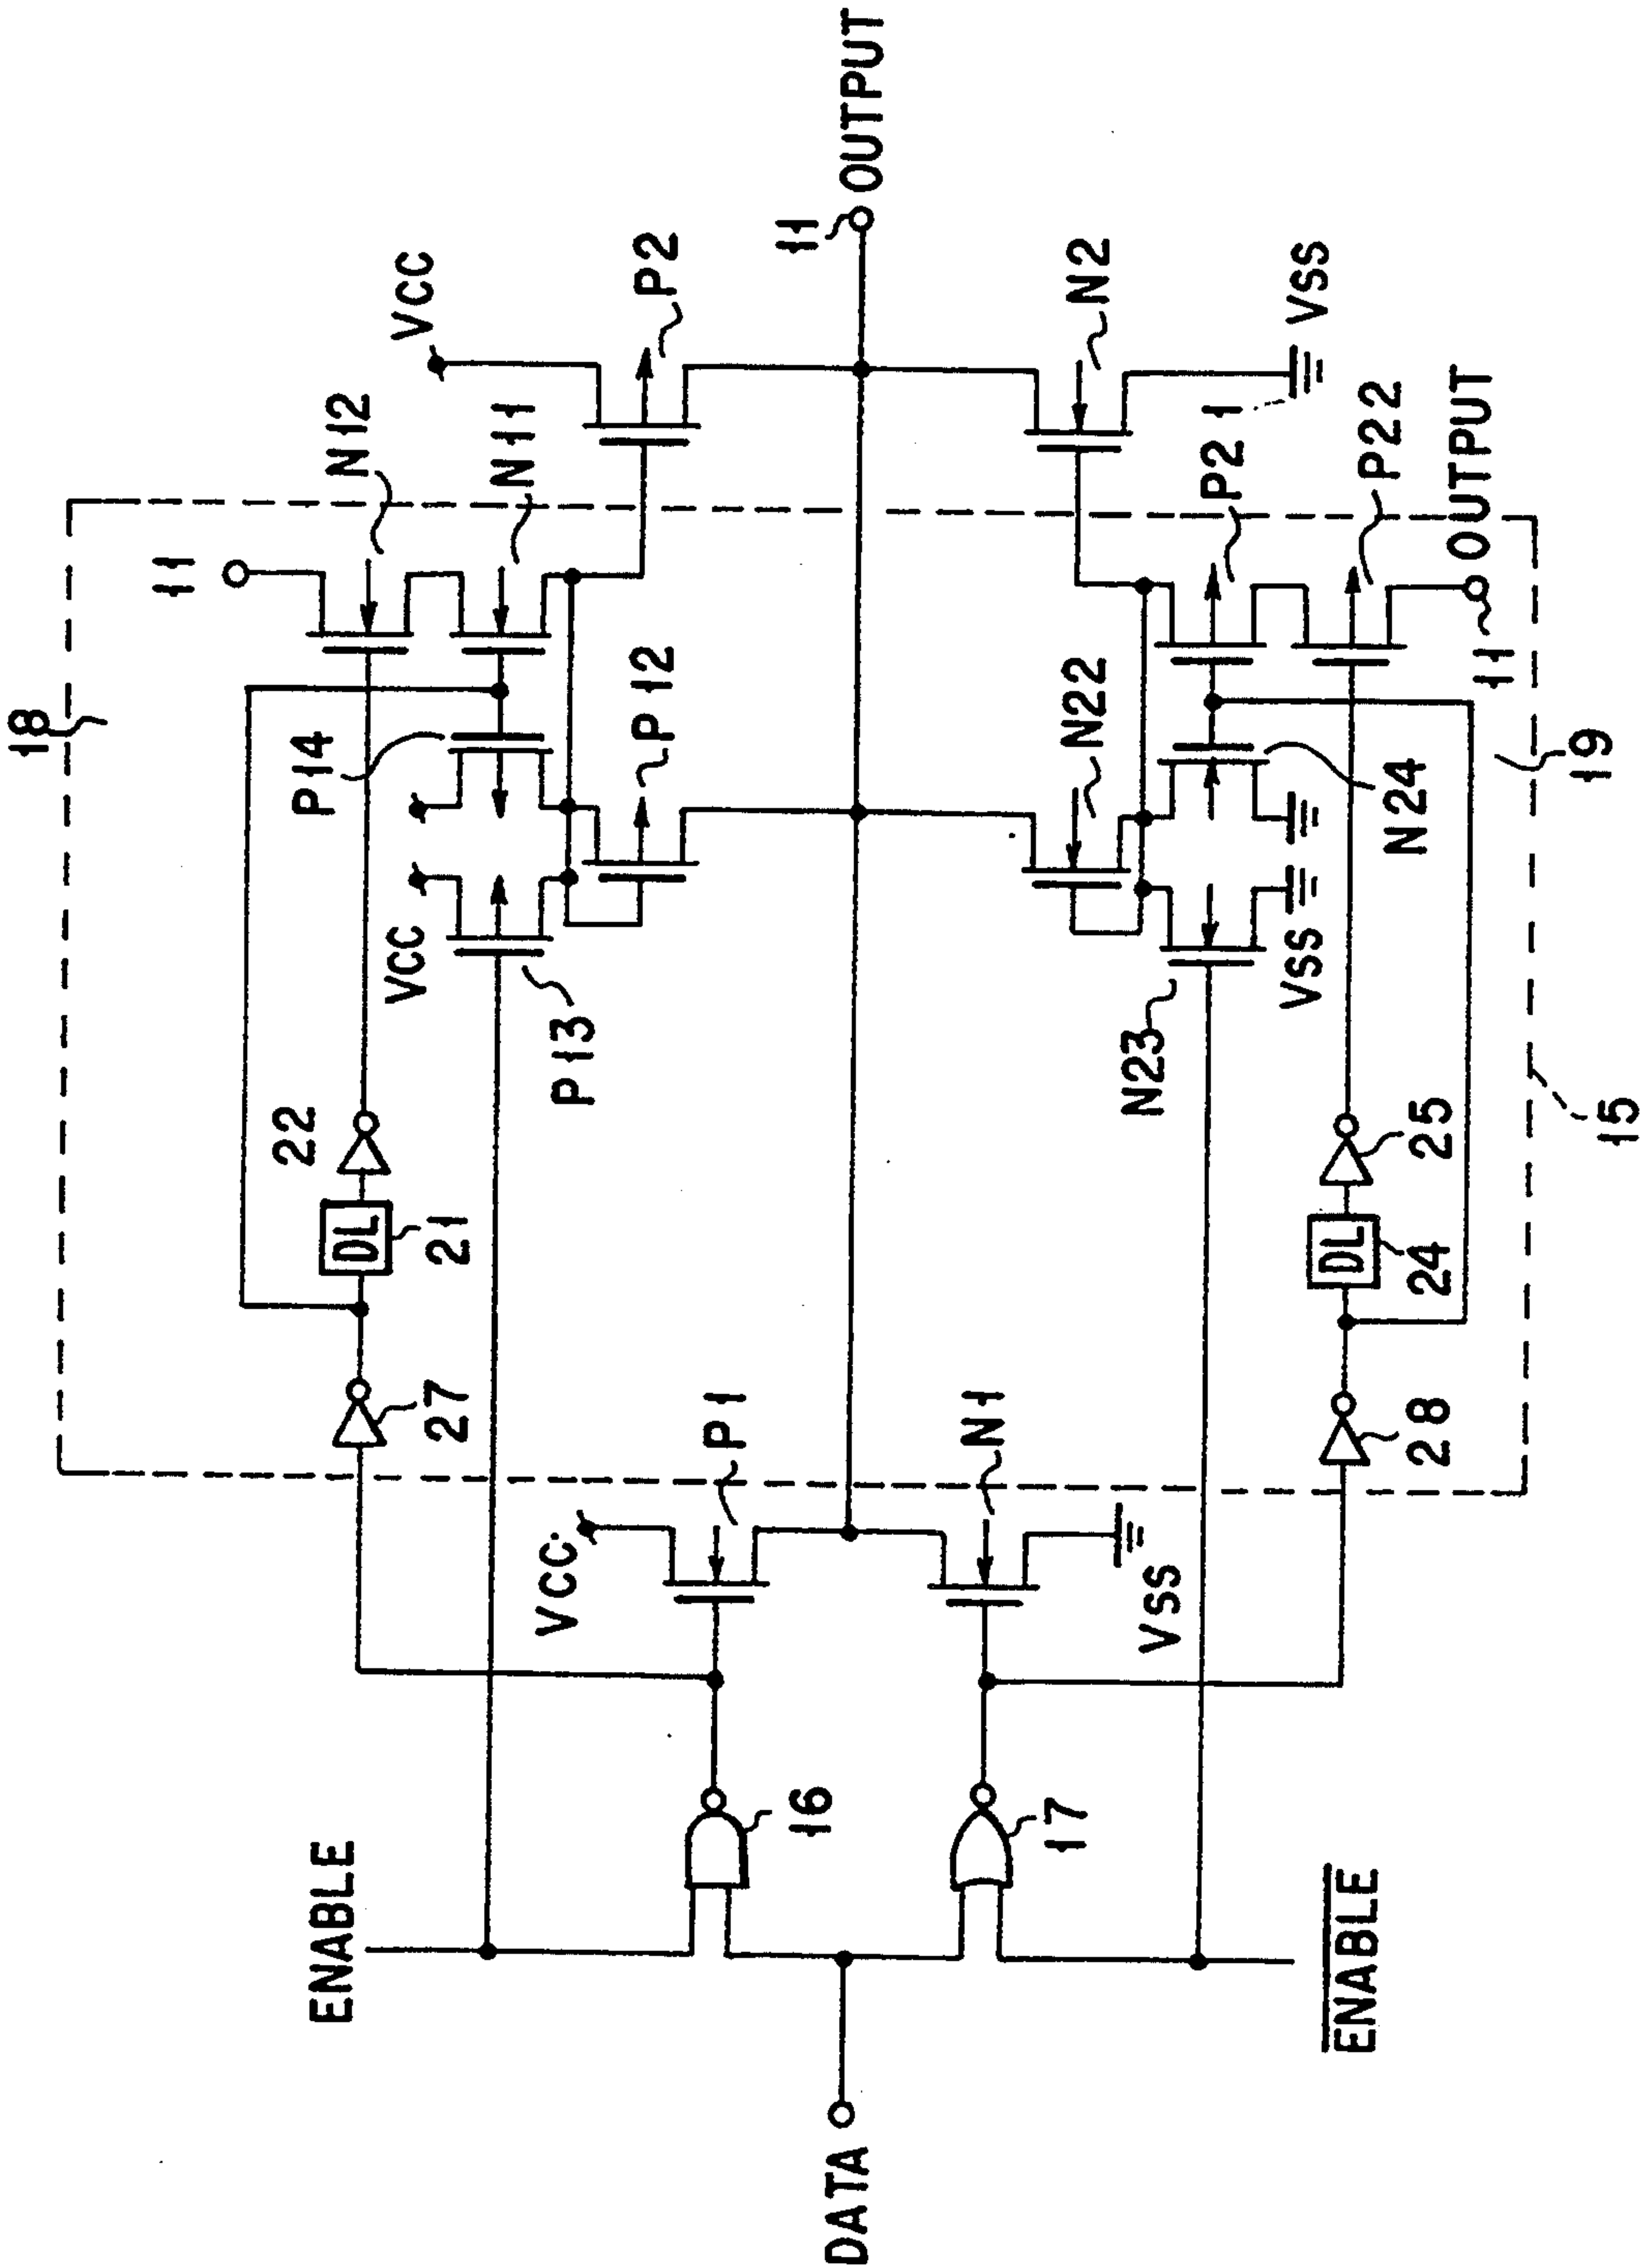 18
11
N12
VCC
N11
P14
P2
VCC
P12
P13
22
DL
21
27
11
OUTPUT
ENABLE
VCC
P1
16
DATA
17
N1
VSS
ENABLE
N22
N2
VSS
P21
N23
VSS
N24
P22
OUTPUT
11
25
DL
24
28
19
15